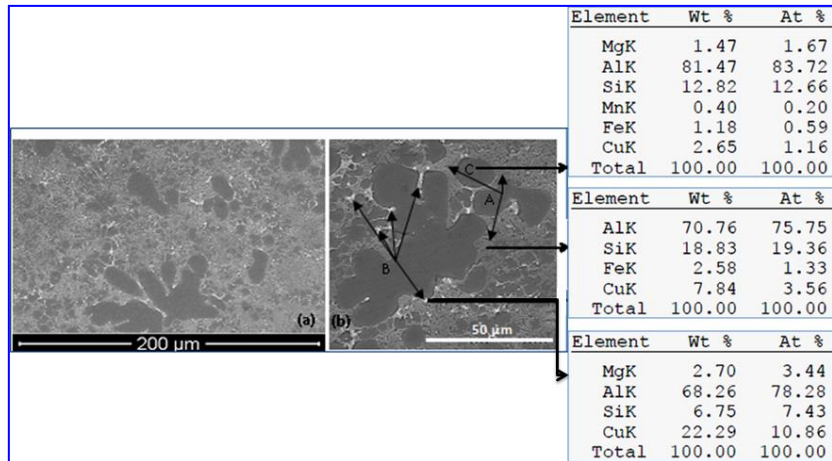 (a)
200 µm
(b)
C
A
B
50 µm
Element Wt % At %
MgK 1.47 1.67
AlK 81.47 83.72
SiK 12.82 12.66
MnK 0.40 0.20
FeK 1.18 0.59
CuK 2.65 1.16
Total 100.00 100.00
Element Wt % At %
AlK 70.76 75.75
SiK 18.83 19.36
FeK 2.58 1.33
CuK 7.84 3.56
Total 100.00 100.00
Element Wt % At %
MgK 2.70 3.44
AlK 68.26 78.28
SiK 6.75 7.43
CuK 22.29 10.86
Total 100.00 100.00